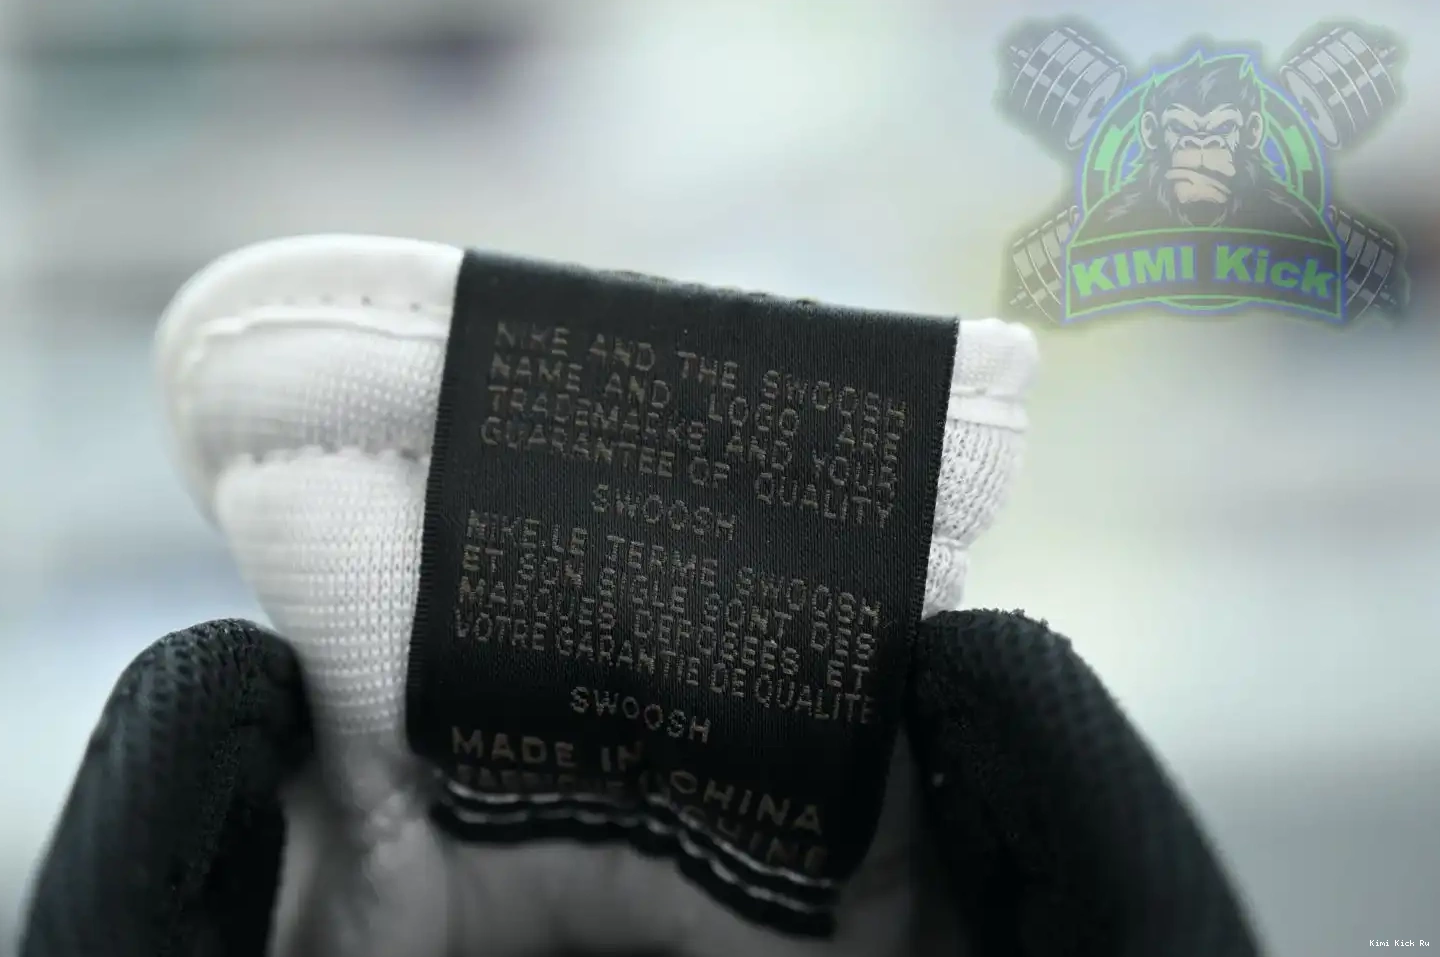 KIMI Kick
NIKE AND THE SWOOSH
NAME AND LOGO ARE
TRADEMARKS AND YOUR
GUARANTEE OF QUALITY
SWOOSH
NIKE.LE TERME SWOOSH
ET SON SIGLE SONT DES
MARQUES DEPOSEES ET
VOTRE GARANTIE DE QUALITE
SWOOSH
MADE IN CHINA
FABRIQUE
Kimi Kick Ru